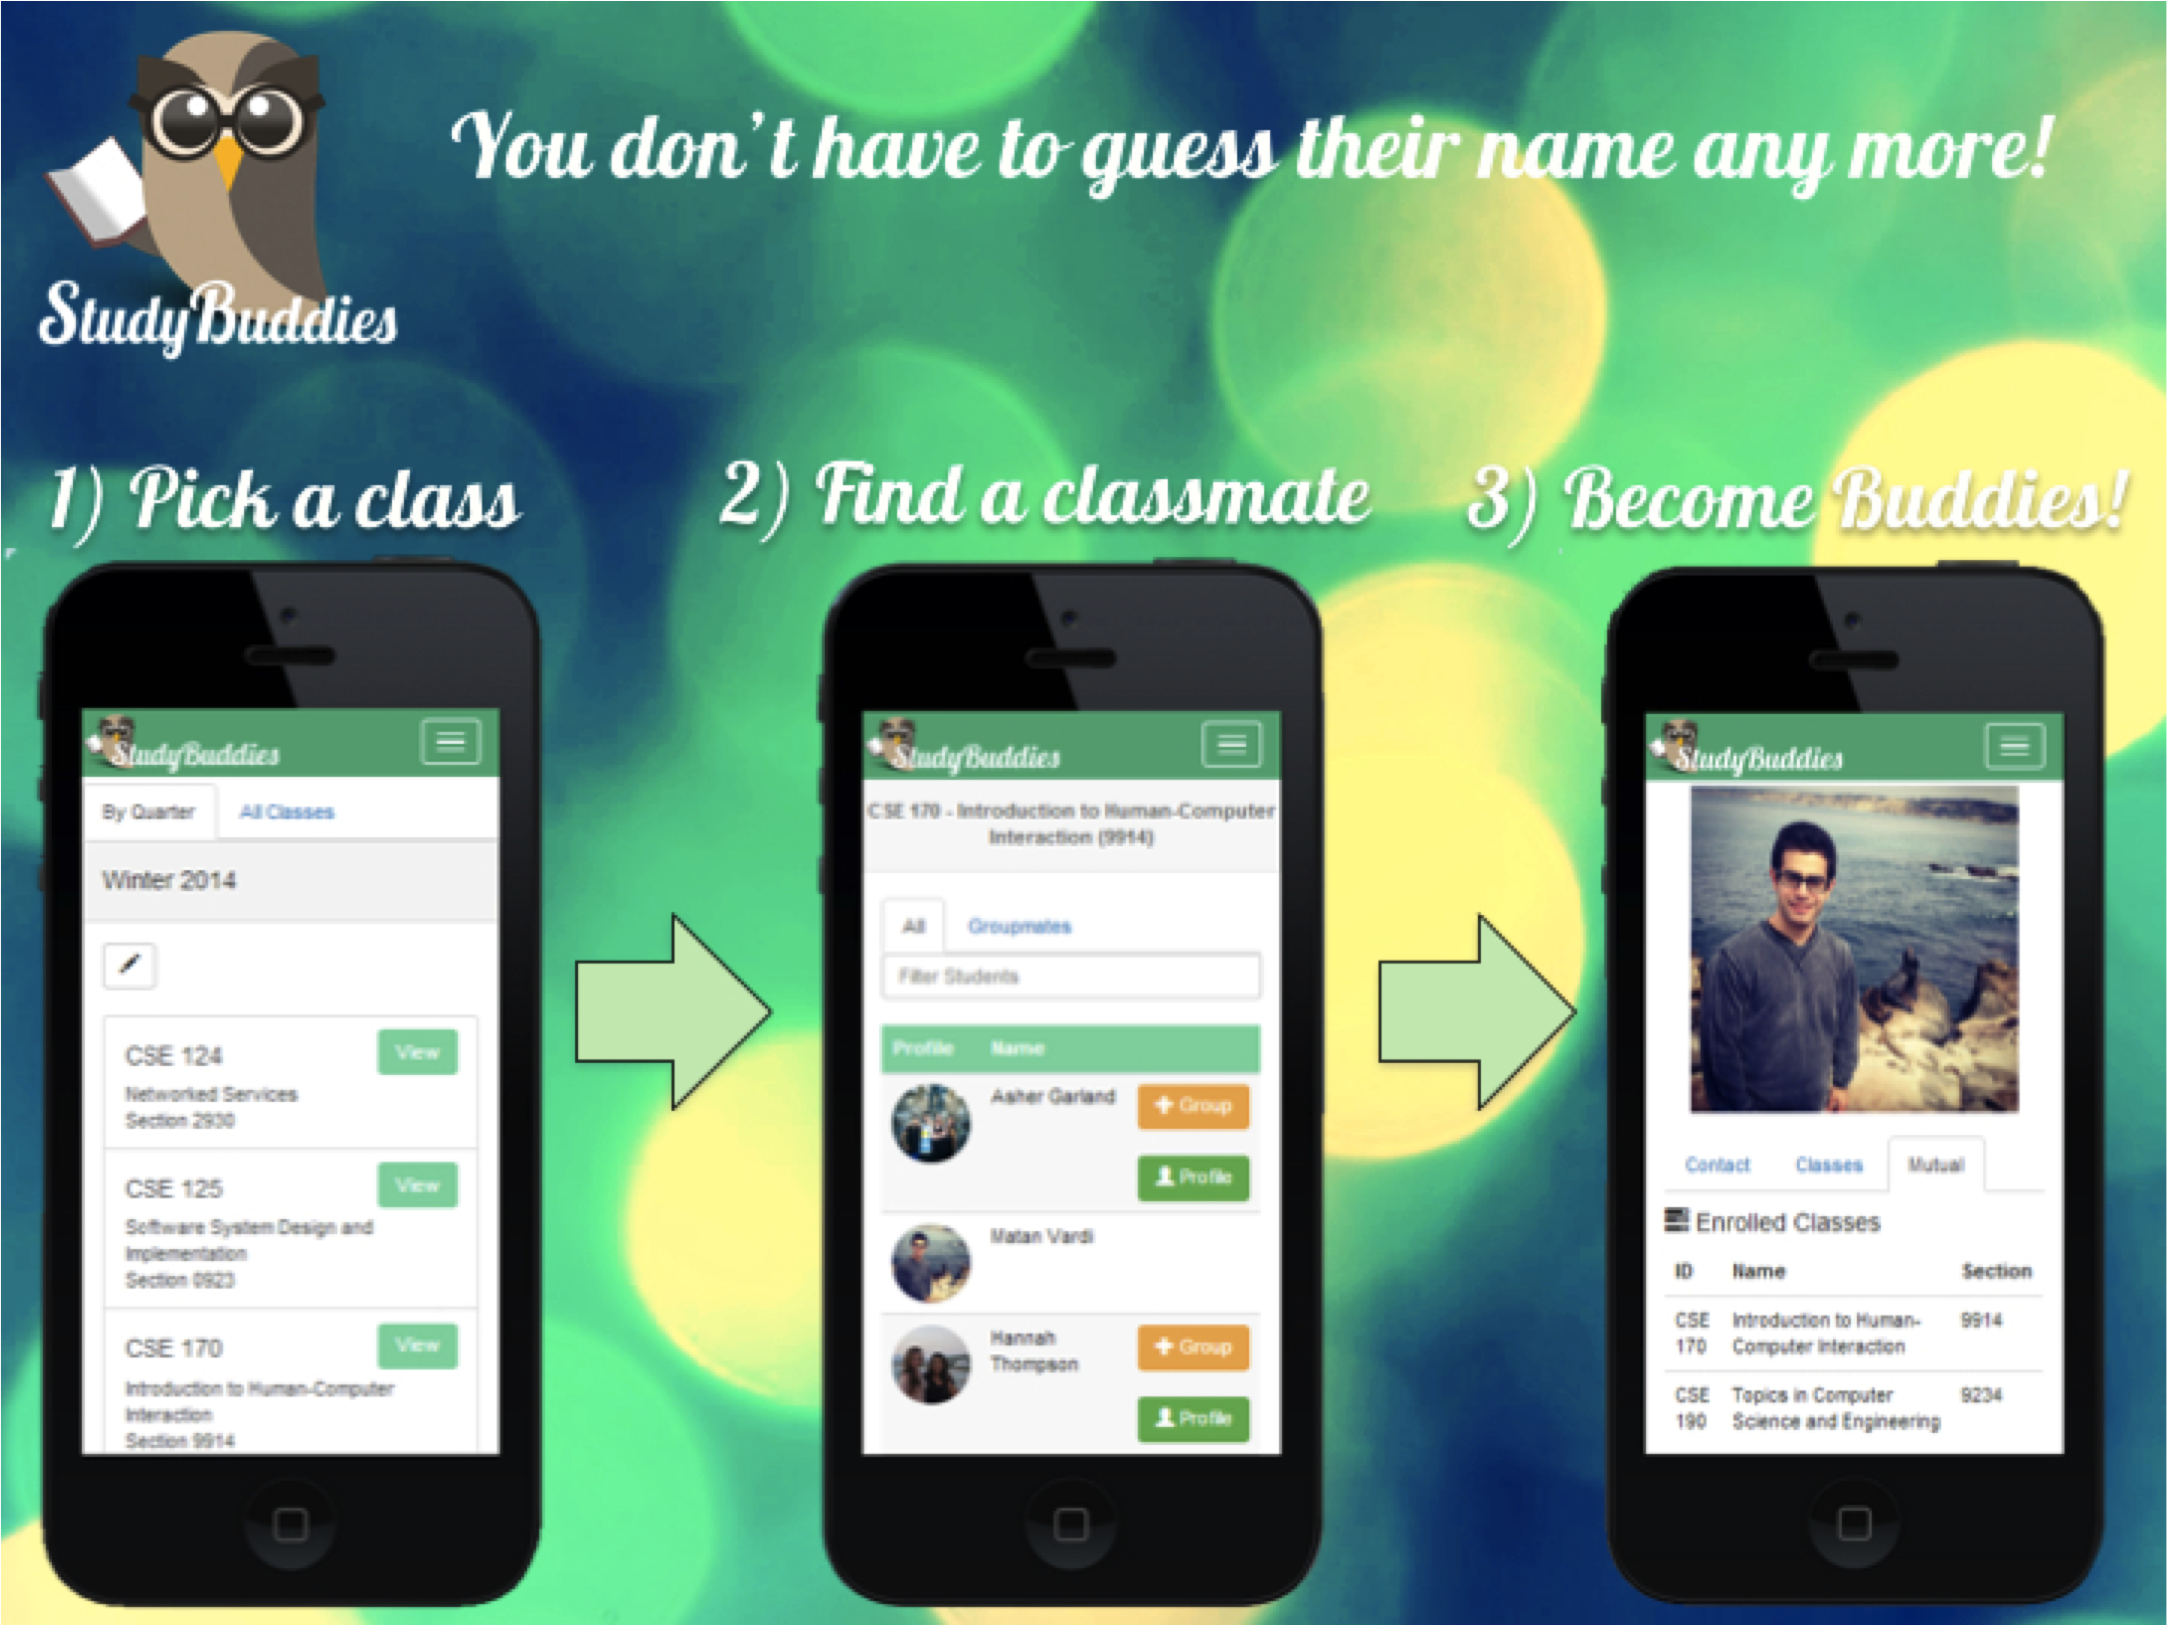 You don't have to guess their name any more!
StudyBuddies
1) Pick a class
2) Find a classmate
3) Become Buddies!
StudyBuddies
By Quarter
All Classes
Winter 2014
CSE 124
View
Networked Services
Section 2930
CSE 125
View
Software System Design and
Implementation
Section 0923
CSE 170
View
Introduction to Human-Computer
Interaction
Section 9914
StudyBuddies
CSE 170 - Introduction to Human-Computer
Interaction (9914)
All
Groupmates
Filter Students
Profile
Name
Asher Garland
Group
Profile
Matan Vardi
Hannah
Thompson
Group
Profile
StudyBuddies
Contact
Classes
Mutual
Enrolled Classes
ID
Name
Section
CSE
170
Introduction to Human-
Computer Interaction
9914
CSE
190
Topics in Computer
Science and Engineering
9234